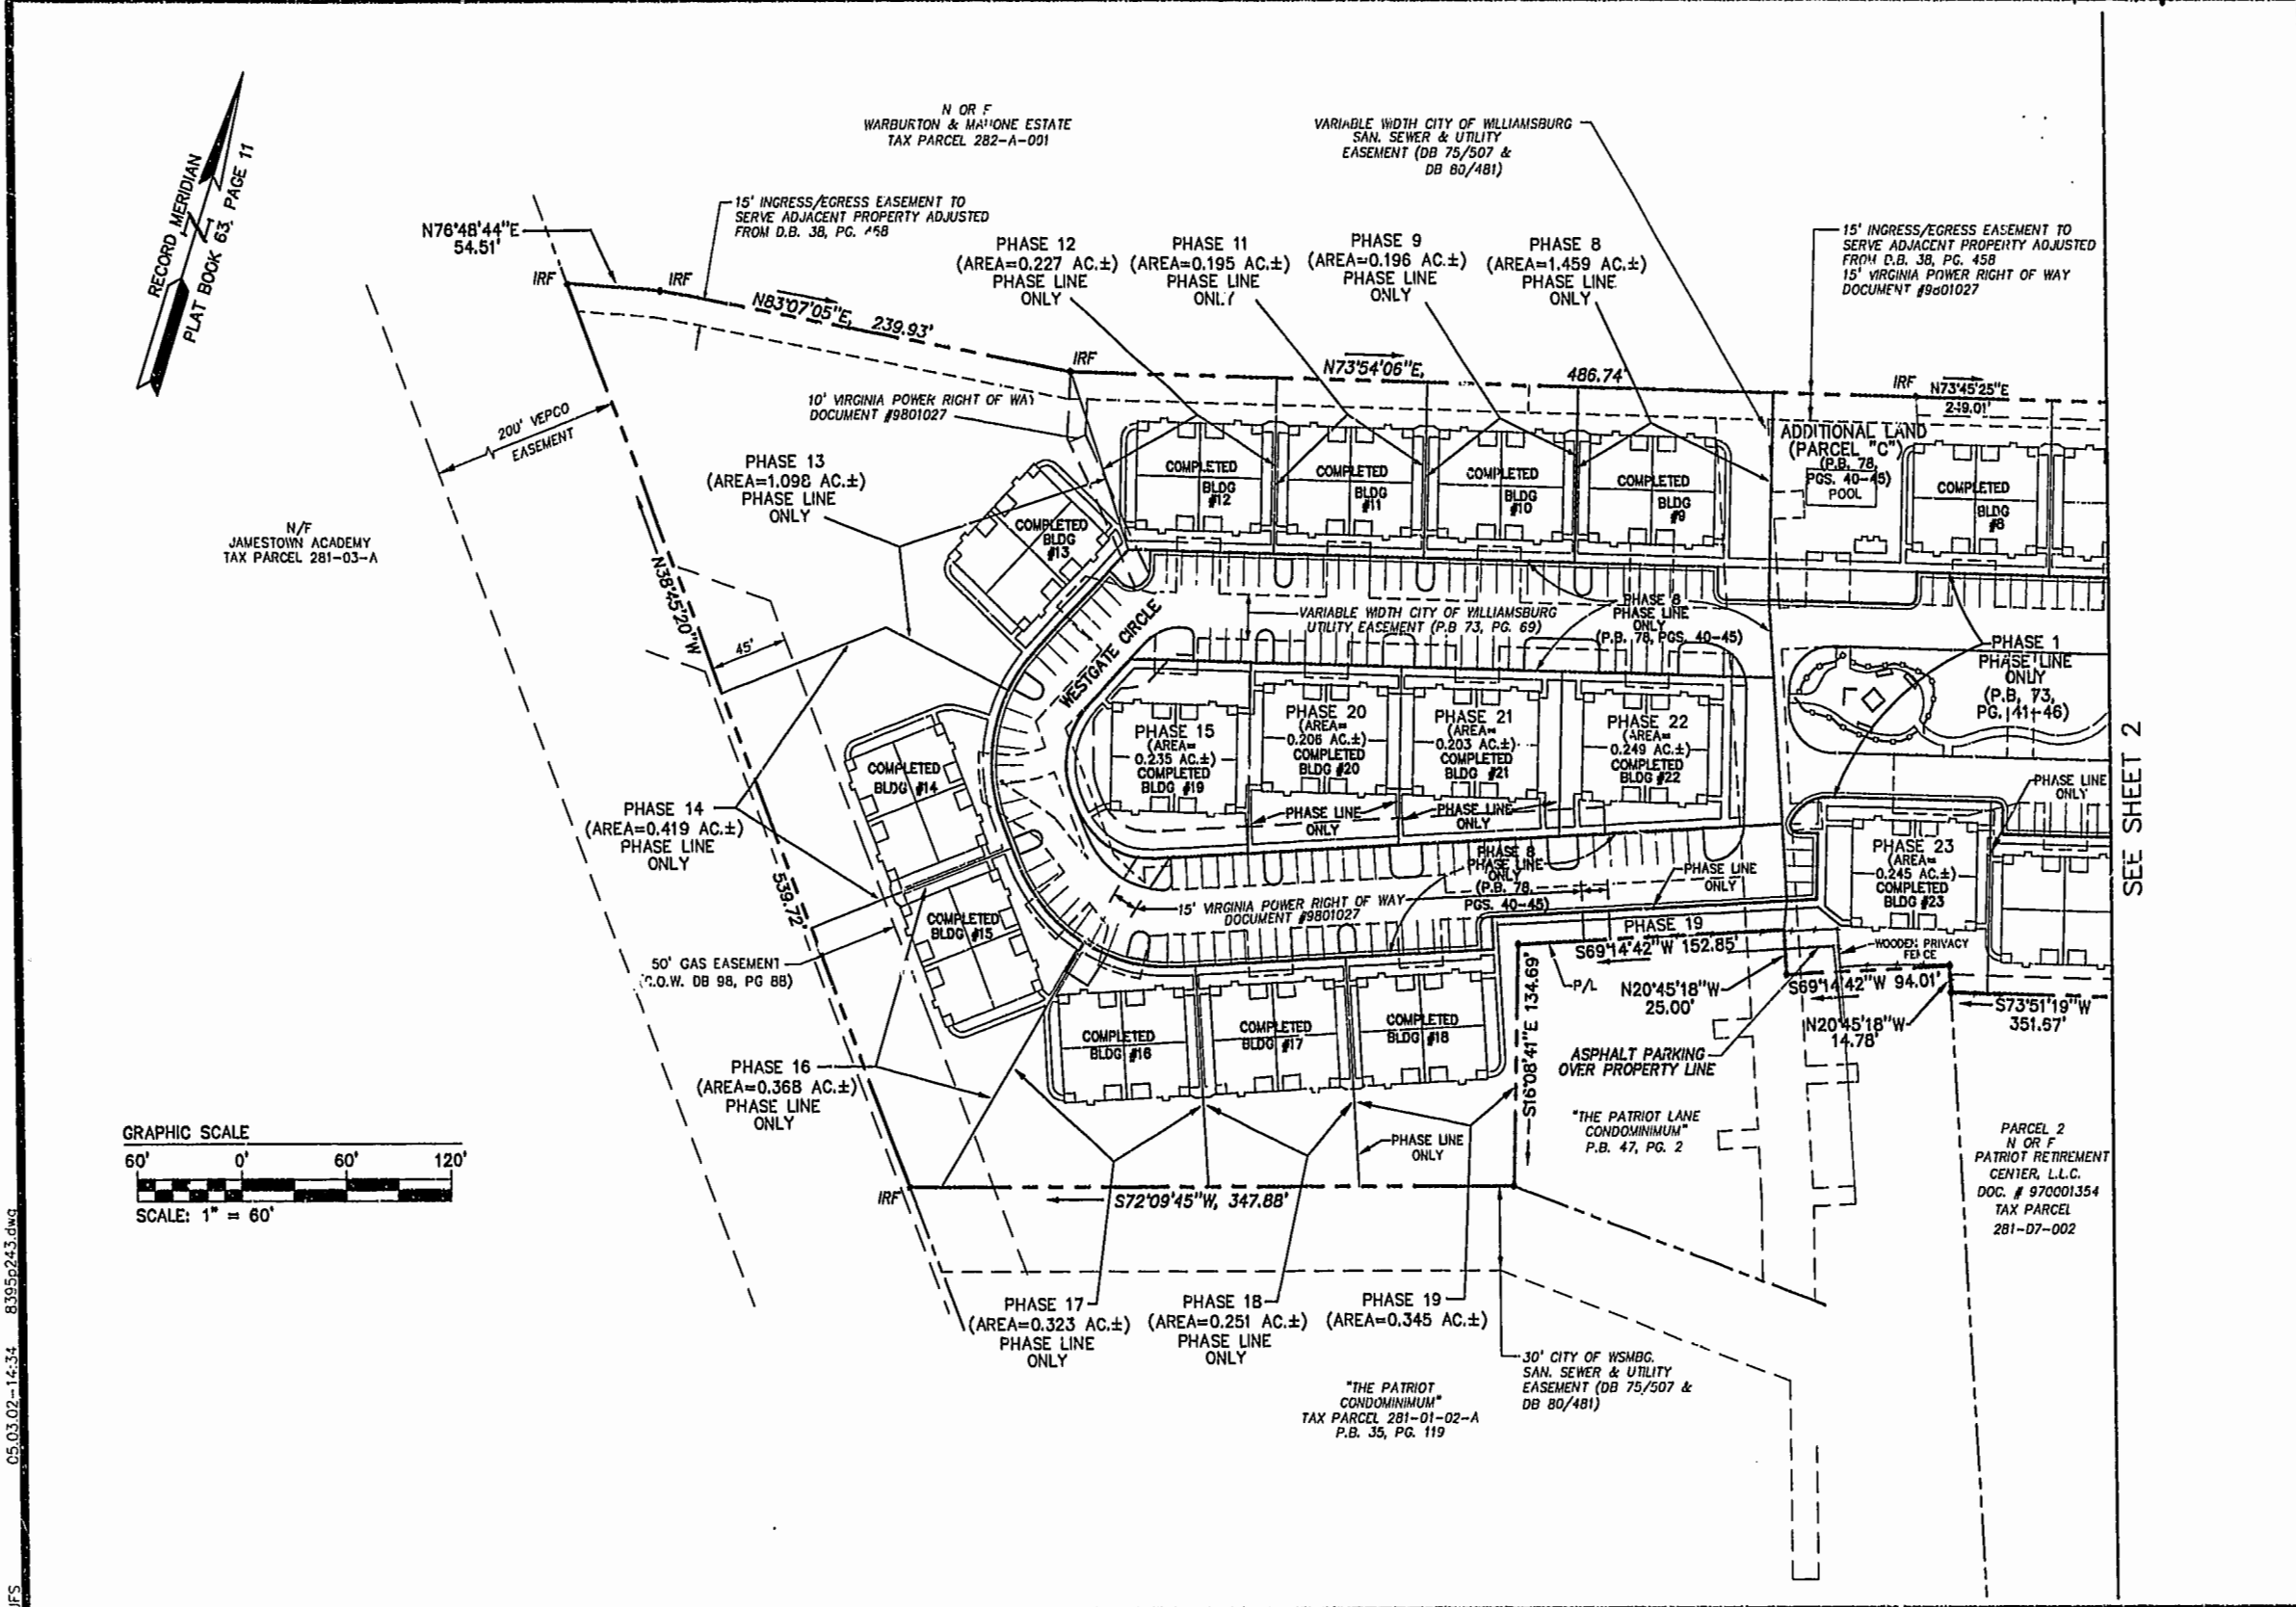 RECORD MERIDIAN
PLAT BOOK 63, PAGE 11
N
N OR F
WARBURTON & MAHONE ESTATE
TAX PARCEL 282-A-001
VARIABLE WIDTH CITY OF WILLIAMSBURG
SAN. SEWER & UTILITY
EASEMENT (DB 75/507 &
DB 80/481)
15' INGRESS/EGRESS EASEMENT TO
SERVE ADJACENT PROPERTY ADJUSTED
FROM D.B. 38, PG. 458
N76°48'44"E
54.51'
IRF
IRF
N83°07'05"E, 239.93'
IRF
PHASE 12
(AREA=0.227 AC.±)
PHASE LINE
ONLY
PHASE 11
(AREA=0.195 AC.±)
PHASE LINE
ONLY
PHASE 9
(AREA=0.196 AC.±)
PHASE LINE
ONLY
PHASE 8
(AREA=1.459 AC.±)
PHASE LINE
ONLY
15' INGRESS/EGRESS EASEMENT TO
SERVE ADJACENT PROPERTY ADJUSTED
FROM D.B. 38, PG. 458
15' VIRGINIA POWER RIGHT OF WAY
DOCUMENT #9801027
N73°54'06"E, 486.74'
IRF
N73°45'25"E
249.01'
10' VIRGINIA POWER RIGHT OF WAY
DOCUMENT #9801027
200' VEPCO
EASEMENT
ADDITIONAL LAND
(PARCEL "C")
(P.B. 78,
PGS. 40-45)
POOL
PHASE 13
(AREA=1.098 AC.±)
PHASE LINE
ONLY
COMPLETED
BLDG
#13
COMPLETED
BLDG
#12
COMPLETED
BLDG
#11
COMPLETED
BLDG
#10
COMPLETED
BLDG
#9
COMPLETED
BLDG
#8
N/F
JAMESTOWN ACADEMY
TAX PARCEL 281-03-A
N38°45'20"W
539.72'
45'
WESTGATE CIRCLE
VARIABLE WIDTH CITY OF WILLIAMSBURG
UTILITY EASEMENT (P.B 73, PG. 69)
PHASE 8
PHASE LINE
ONLY
(P.B. 78, PGS. 40-45)
PHASE 1
PHASE LINE
ONLY
(P.B. 73,
PG. 41-46)
PHASE 15
(AREA=
0.235 AC.±)
COMPLETED
BLDG #19
PHASE 20
(AREA=
0.206 AC.±)
COMPLETED
BLDG #20
PHASE 21
(AREA=
0.203 AC.±)
COMPLETED
BLDG #21
PHASE 22
(AREA=
0.249 AC.±)
COMPLETED
BLDG #22
PHASE LINE
ONLY
PHASE LINE
ONLY
PHASE LINE
ONLY
SEE SHEET 2
COMPLETED
BLDG #14
PHASE 14
(AREA=0.419 AC.±)
PHASE LINE
ONLY
PHASE 8
PHASE LINE
ONLY
(P.B. 78,
PGS. 40-45)
PHASE LINE
ONLY
PHASE 23
(AREA=
0.245 AC.±)
COMPLETED
BLDG #23
15' VIRGINIA POWER RIGHT OF WAY
DOCUMENT #9801027
COMPLETED
BLDG #15
50' GAS EASEMENT
(C.O.W. DB 98, PG 88)
PHASE 19
S69°14'42"W 152.85'
WOODEN PRIVACY
FENCE
P/L
N20°45'18"W
25.00'
S69°14'42"W 94.01'
N20°45'18"W
14.78'
S73°51'19"W
351.67'
S16°08'41"E 134.69'
COMPLETED
BLDG #16
COMPLETED
BLDG #17
COMPLETED
BLDG #18
ASPHALT PARKING
OVER PROPERTY LINE
PHASE 16
(AREA=0.368 AC.±)
PHASE LINE
ONLY
"THE PATRIOT LANE
CONDOMINIMUM"
P.B. 47, PG. 2
PHASE LINE
ONLY
PARCEL 2
N OR F
PATRIOT RETIREMENT
CENTER, L.L.C.
DOC. # 970001354
TAX PARCEL
281-07-002
GRAPHIC SCALE
60' 0' 60' 120'
SCALE: 1" = 60'
IRF
S72°09'45"W, 347.88'
PHASE 17
(AREA=0.323 AC.±)
PHASE LINE
ONLY
PHASE 18
(AREA=0.251 AC.±)
PHASE LINE
ONLY
PHASE 19
(AREA=0.345 AC.±)
30' CITY OF WSMBG.
SAN. SEWER & UTILITY
EASEMENT (DB 75/507 &
DB 80/481)
"THE PATRIOT
CONDOMINIMUM"
TAX PARCEL 281-01-02-A
P.B. 35, PG. 119
JFS 05.03.02-14:34 8395p243.dwg